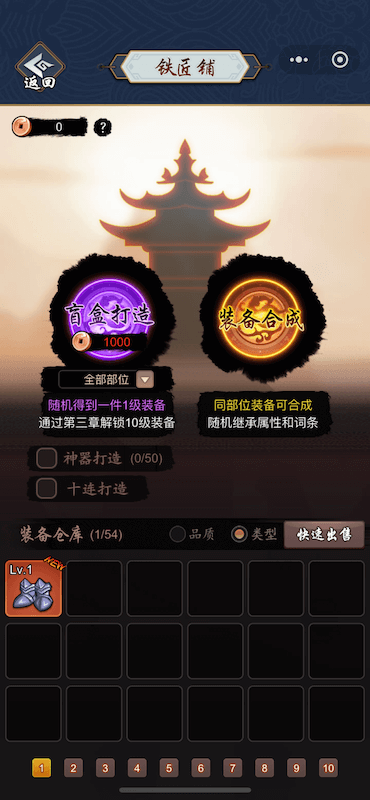 铁匠铺
返回
0
?
盲盒打造
1000
装备合成
全部部位
随机得到一件1级装备
通过第三章解锁10级装备
同部位装备可合成
随机继承属性和词条
神器打造 (0/50)
十连打造
装备仓库 (1/54)
品质
类型
快速出售
Lv.1
NEW
1 2 3 4 5 6 7 8 9 10